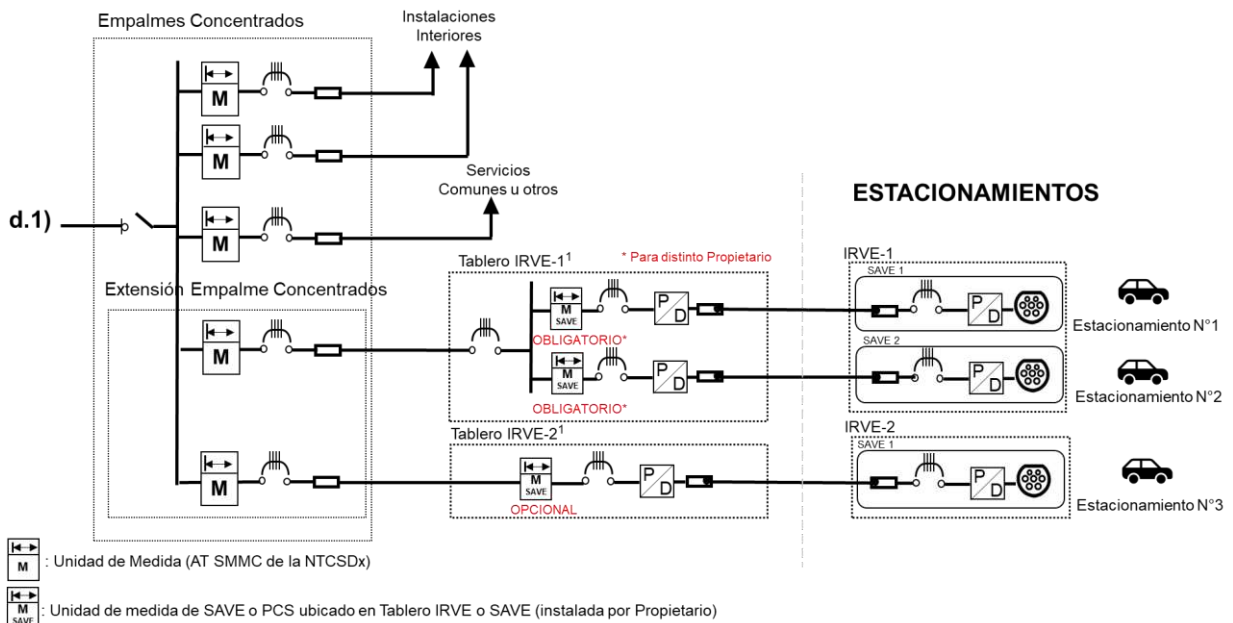 Empalmes Concentrados
Instalaciones
Interiores
M
M
Servicios
Comunes u otros
d.1)
M
ESTACIONAMIENTOS
Tablero IRVE-1¹
* Para distinto Propietario
IRVE-1
SAVE 1
Extensión Empalme Concentrados
M
SAVE
P
D
P
D
Estacionamiento N°1
OBLIGATORIO*
M
M
SAVE
P
D
SAVE 2
P
D
Estacionamiento N°2
OBLIGATORIO*
Tablero IRVE-2¹
IRVE-2
SAVE 1
M
M
SAVE
P
D
P
D
OPCIONAL
Estacionamiento N°3
M
: Unidad de Medida (AT SMMC de la NTCSDx)
M
SAVE
: Unidad de medida de SAVE o PCS ubicado en Tablero IRVE o SAVE (instalada por Propietario)